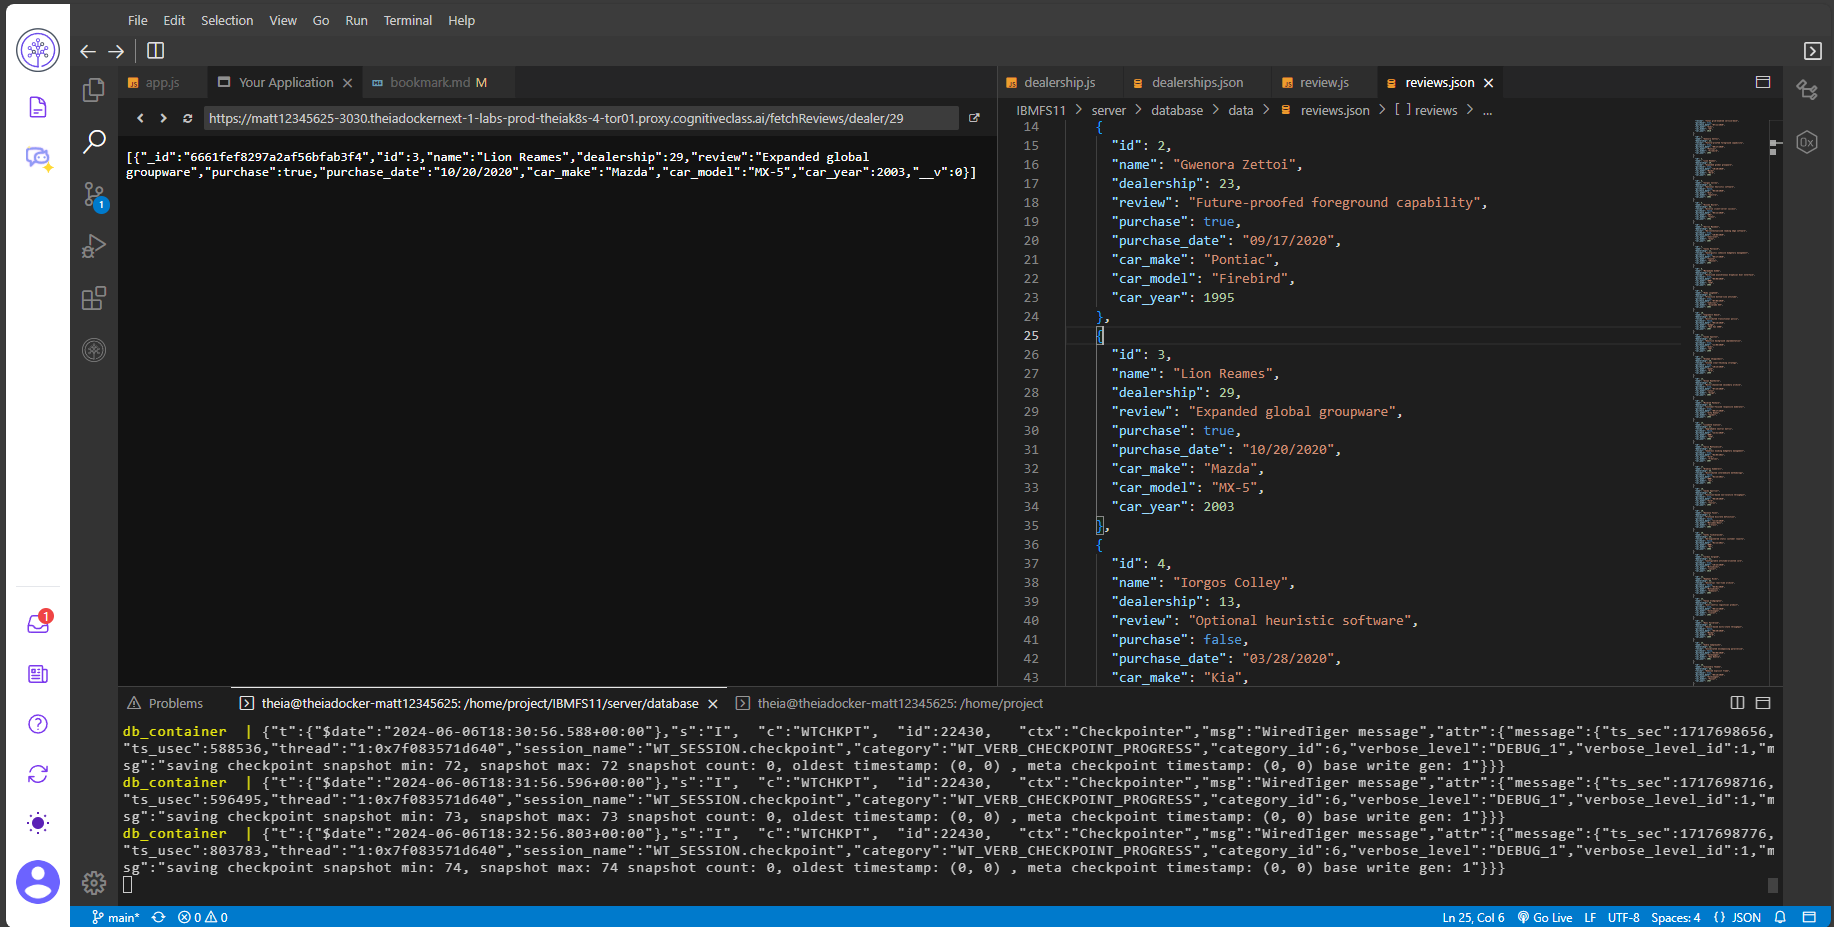 File Edit Selection View Go Run Terminal Help
app.js Your Application bookmark.md M
https://matt12345625-3030.theiadockernext-1-labs-prod-theiak8s-4-tor01.proxy.cognitiveclass.ai/fetchReviews/dealer/29
[{"_id":"6661fef8297a2af56bfab3f4","id":3,"name":"Lion Reames","dealership":29,"review":"Expanded global
groupware","purchase":true,"purchase_date":"10/20/2020","car_make":"Mazda","car_model":"MX-5","car_year":2003,"__v":0}]
dealership.js dealerships.json review.js reviews.json
IBMFS11 > server > database > data > reviews.json > [ ] reviews > ...
14 {
15 "id": 2,
16 "name": "Gwenora Zettoi",
17 "dealership": 23,
18 "review": "Future-proofed foreground capability",
19 "purchase": true,
20 "purchase_date": "09/17/2020",
21 "car_make": "Pontiac",
22 "car_model": "Firebird",
23 "car_year": 1995
24 },
25 {
26 "id": 3,
27 "name": "Lion Reames",
28 "dealership": 29,
29 "review": "Expanded global groupware",
30 "purchase": true,
31 "purchase_date": "10/20/2020",
32 "car_make": "Mazda",
33 "car_model": "MX-5",
34 "car_year": 2003
35 },
36 {
37 "id": 4,
38 "name": "Iorgos Colley",
39 "dealership": 13,
40 "review": "Optional heuristic software",
41 "purchase": false,
42 "purchase_date": "03/28/2020",
43 "car_make": "Kia",
1
1
0x
Problems theia@theiadocker-matt12345625: /home/project/IBMFS11/server/database theia@theiadocker-matt12345625: /home/project
db_container | {"t":{"$date":"2024-06-06T18:30:56.588+00:00"},"s":"I", "c":"WTCHKPT", "id":22430, "ctx":"Checkpointer","msg":"WiredTiger message","attr":{"message":{"ts_sec":1717698656,
"ts_usec":588536,"thread":"1:0x7f083571d640","session_name":"WT_SESSION.checkpoint","category":"WT_VERB_CHECKPOINT_PROGRESS","category_id":6,"verbose_level":"DEBUG_1","verbose_level_id":1,"m
sg":"saving checkpoint snapshot min: 72, snapshot max: 72 snapshot count: 0, oldest timestamp: (0, 0) , meta checkpoint timestamp: (0, 0) base write gen: 1"}}}
db_container | {"t":{"$date":"2024-06-06T18:31:56.596+00:00"},"s":"I", "c":"WTCHKPT", "id":22430, "ctx":"Checkpointer","msg":"WiredTiger message","attr":{"message":{"ts_sec":1717698716,
"ts_usec":596495,"thread":"1:0x7f083571d640","session_name":"WT_SESSION.checkpoint","category":"WT_VERB_CHECKPOINT_PROGRESS","category_id":6,"verbose_level":"DEBUG_1","verbose_level_id":1,"m
sg":"saving checkpoint snapshot min: 73, snapshot max: 73 snapshot count: 0, oldest timestamp: (0, 0) , meta checkpoint timestamp: (0, 0) base write gen: 1"}}}
db_container | {"t":{"$date":"2024-06-06T18:32:56.803+00:00"},"s":"I", "c":"WTCHKPT", "id":22430, "ctx":"Checkpointer","msg":"WiredTiger message","attr":{"message":{"ts_sec":1717698776,
"ts_usec":803783,"thread":"1:0x7f083571d640","session_name":"WT_SESSION.checkpoint","category":"WT_VERB_CHECKPOINT_PROGRESS","category_id":6,"verbose_level":"DEBUG_1","verbose_level_id":1,"m
sg":"saving checkpoint snapshot min: 74, snapshot max: 74 snapshot count: 0, oldest timestamp: (0, 0) , meta checkpoint timestamp: (0, 0) base write gen: 1"}}}
main* 0 0 Ln 25, Col 6 Go Live LF UTF-8 Spaces: 4 {} JSON